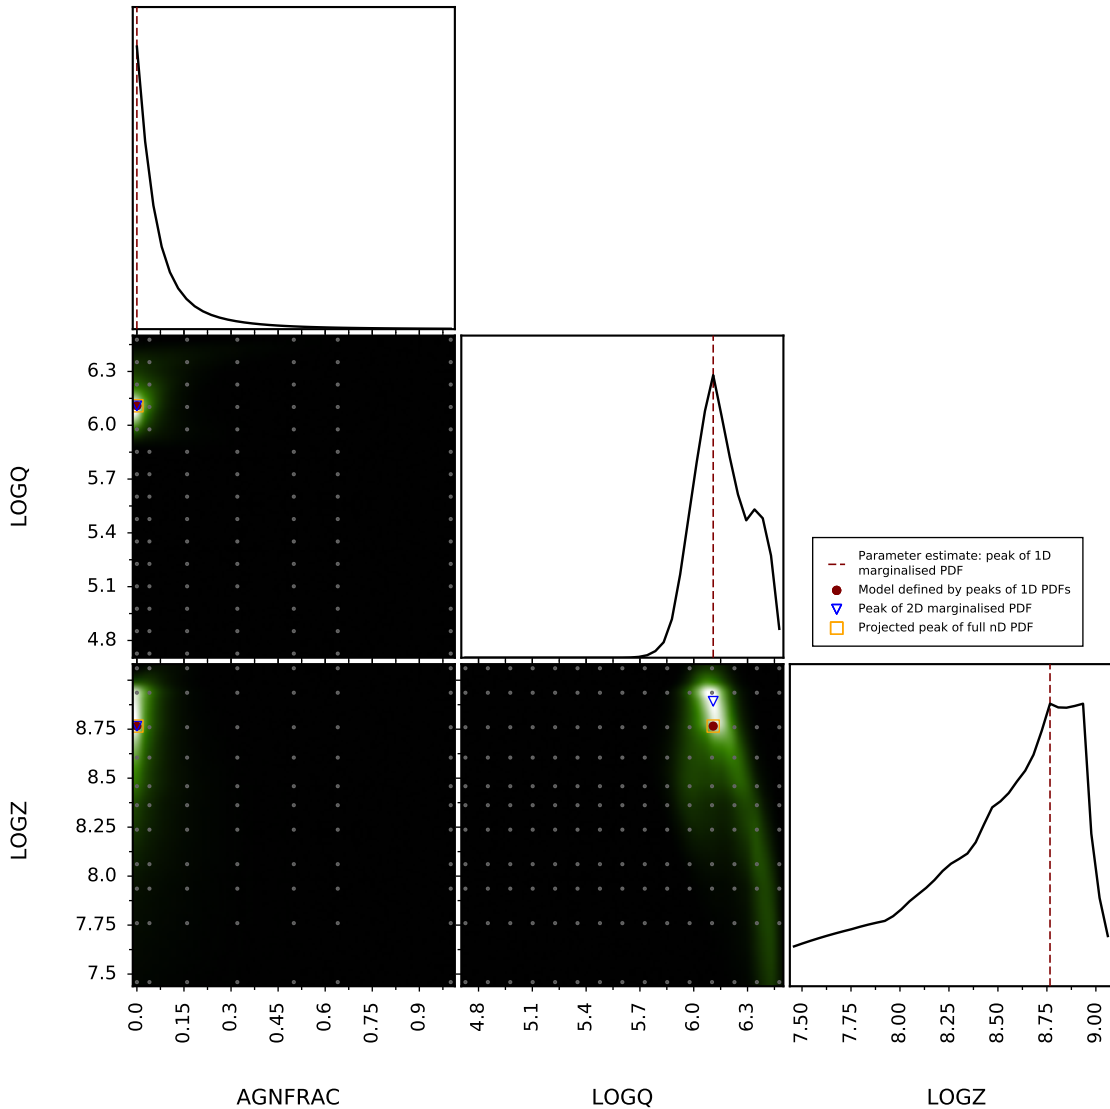 6.3
6.0
5.7
5.4
5.1
4.8
LOGQ
Parameter estimate: peak of 1D
marginalised PDF
Model defined by peaks of 1D PDFs
Peak of 2D marginalised PDF
Projected peak of full nD PDF
8.75
8.5
8.25
8.0
7.75
7.5
LOGZ
0.0 0.15 0.3 0.45 0.6 0.75 0.9
4.8 5.1 5.4 5.7 6.0 6.3
7.50 7.75 8.00 8.25 8.50 8.75 9.00
AGNFRAC LOGQ LOGZ